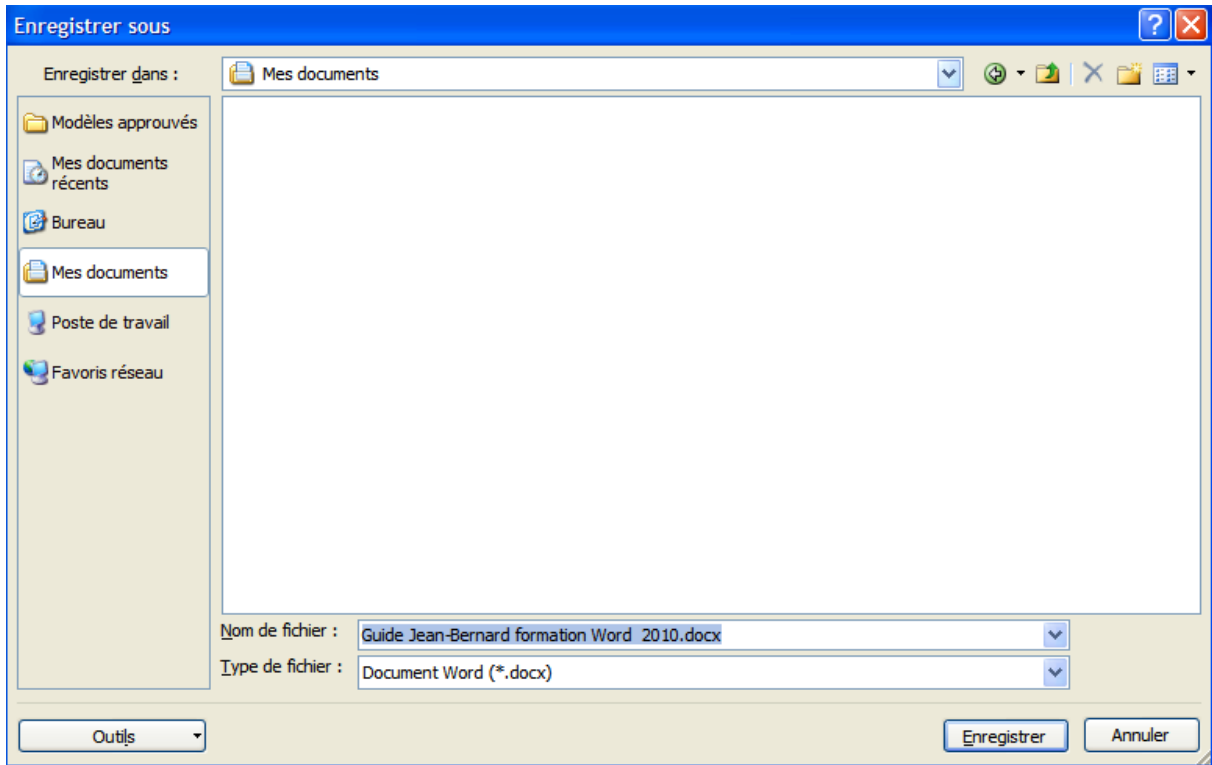 Enregistrer sous
Enregistrer dans :
Mes documents
Modèles approuvés
Mes documents
récents
Bureau
Mes documents
Poste de travail
Favoris réseau
Nom de fichier :
Guide Jean-Bernard formation Word  2010.docx
Type de fichier :
Document Word (*.docx)
Outils
Enregistrer
Annuler